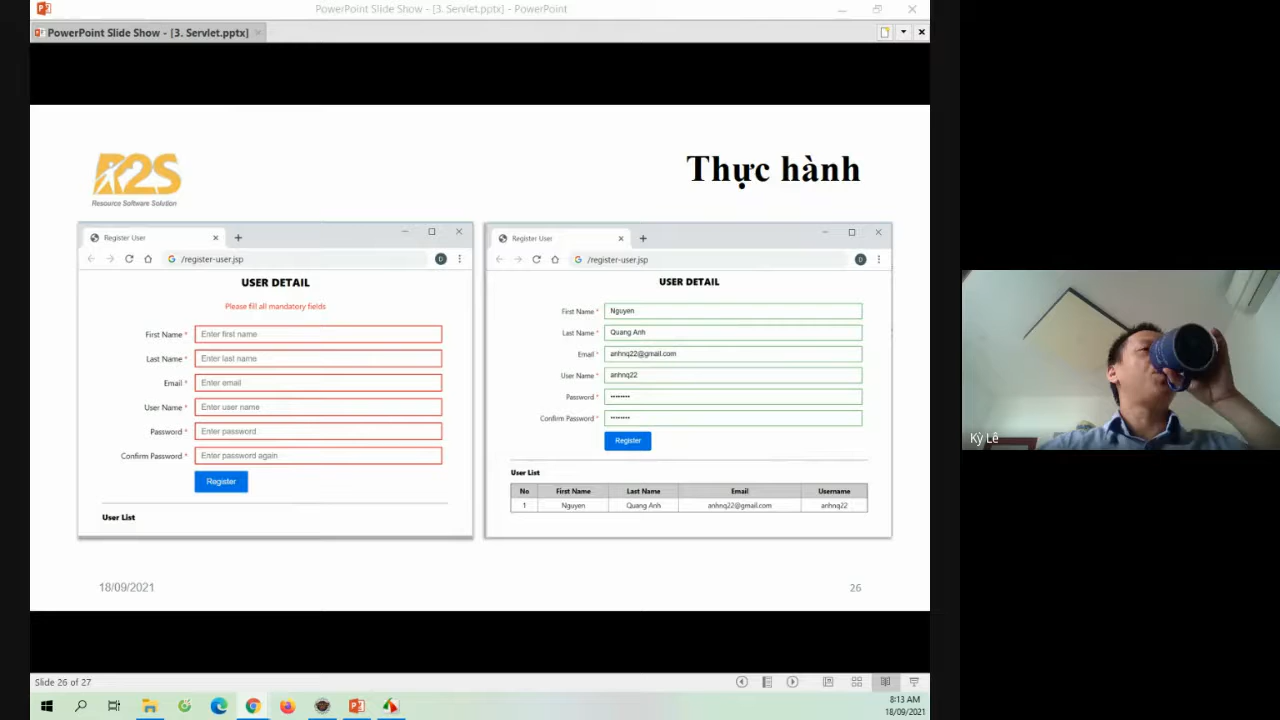 PowerPoint Slide Show - [3. Servlet.pptx] - PowerPoint
PowerPoint Slide Show - [3. Servlet.pptx]
R2S
Resource Software Solution
Thực hành
Register User
/register-user.jsp
D
USER DETAIL
Please fill all mandatory fields
First Name * Enter first name
Last Name * Enter last name
Email * Enter email
User Name * Enter user name
Password * Enter password
Confirm Password * Enter password again
Register
User List
Register User
/register-user.jsp
D
USER DETAIL
First Name * Nguyen
Last Name * Quang Anh
Email * anhnq22@gmail.com
User Name * anhnq22
Password * ••••••••
Confirm Password * ••••••••
Register
User List
No First Name Last Name Email Username
1 Nguyen Quang Anh anhnq22@gmail.com anhnq22
18/09/2021
26
Kỳ Lê
Slide 26 of 27
8:13 AM
18/09/2021